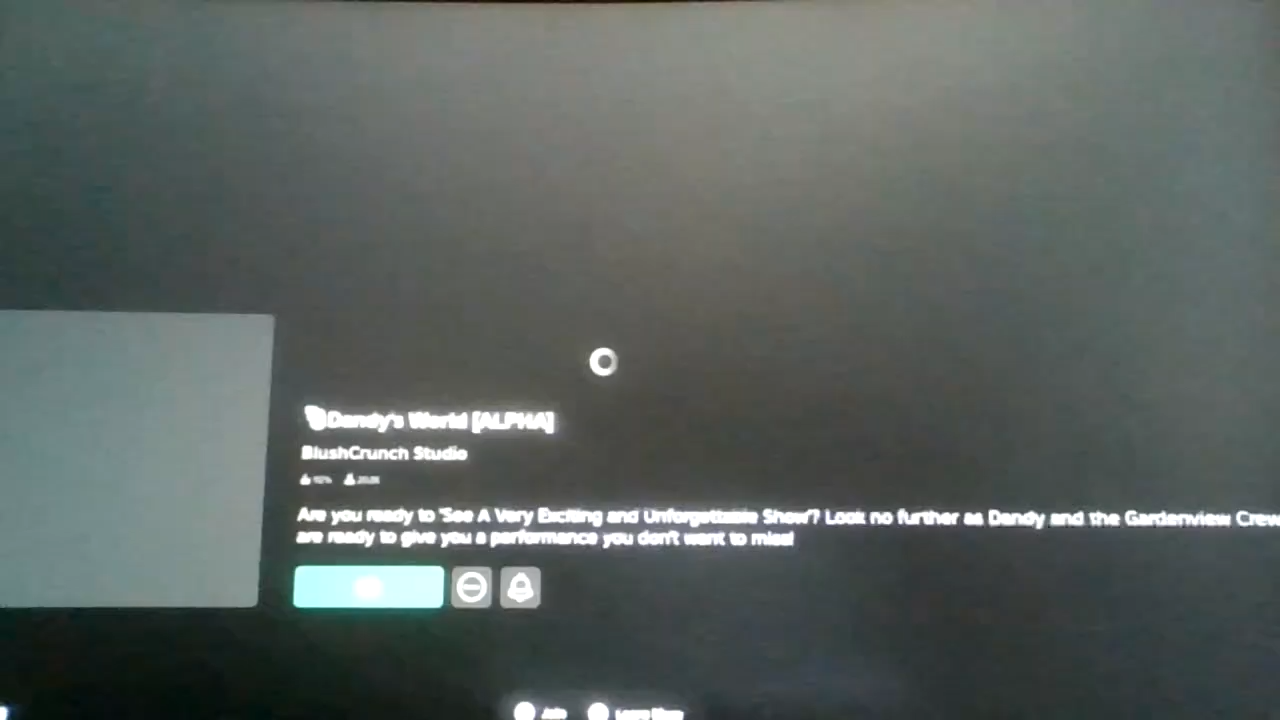 Dandy's World [ALPHA]
BlushCrunch Studio
Are you ready to 'See A Very Exciting and Unforgettable Show'? Look no further as Dandy and the Gardenview Crew
are ready to give you a performance you don't want to miss!